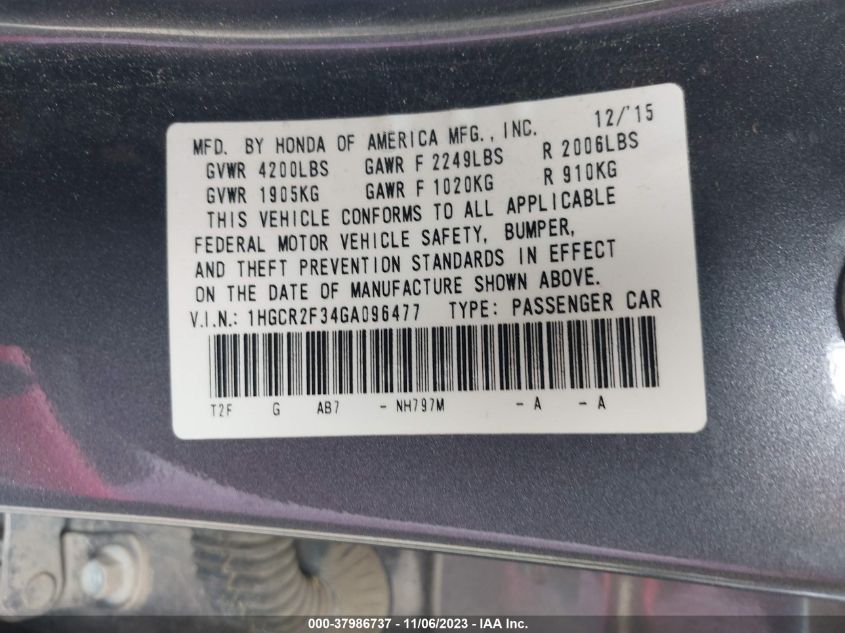 MFD. BY HONDA OF AMERICA MFG., INC. 12/'15
GVWR 4200LBS GAWR F 2249LBS R 2006LBS
GVWR 1905KG GAWR F 1020KG R 910KG
THIS VEHICLE CONFORMS TO ALL APPLICABLE
FEDERAL MOTOR VEHICLE SAFETY, BUMPER,
AND THEFT PREVENTION STANDARDS IN EFFECT
ON THE DATE OF MANUFACTURE SHOWN ABOVE.
V.I.N.: 1HGCR2F34GA096477 TYPE: PASSENGER CAR
T2F G AB7 - NH797M - A - A
000-37986737 - 11/06/2023 - IAA Inc.